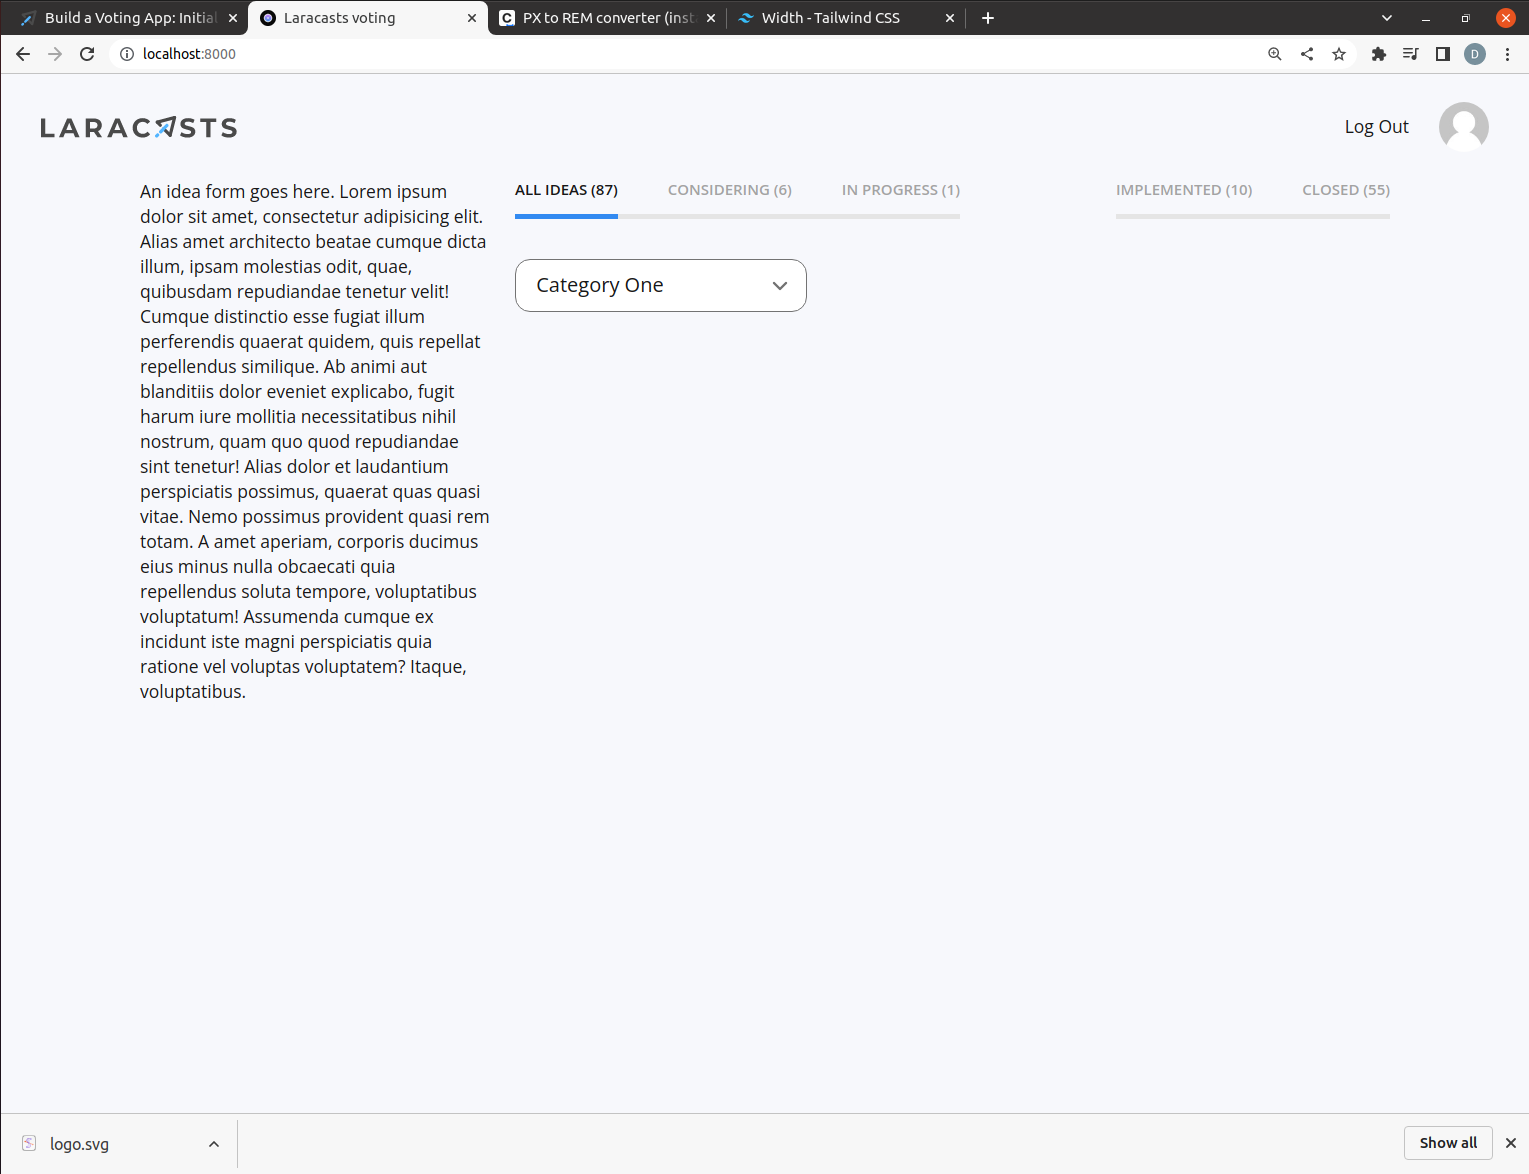 Build a Voting App: Initial
Laracasts voting
PX to REM converter (inst
Width - Tailwind CSS
localhost:8000
D
LARACASTS
Log Out
An idea form goes here. Lorem ipsum
dolor sit amet, consectetur adipisicing elit.
Alias amet architecto beatae cumque dicta
illum, ipsam molestias odit, quae,
quibusdam repudiandae tenetur velit!
Cumque distinctio esse fugiat illum
perferendis quaerat quidem, quis repellat
repellendus similique. Ab animi aut
blanditiis dolor eveniet explicabo, fugit
harum iure mollitia necessitatibus nihil
nostrum, quam quo quod repudiandae
sint tenetur! Alias dolor et laudantium
perspiciatis possimus, quaerat quas quasi
vitae. Nemo possimus provident quasi rem
totam. A amet aperiam, corporis ducimus
eius minus nulla obcaecati quia
repellendus soluta tempore, voluptatibus
voluptatum! Assumenda cumque ex
incidunt iste magni perspiciatis quia
ratione vel voluptas voluptatem? Itaque,
voluptatibus.
ALL IDEAS (87) CONSIDERING (6) IN PROGRESS (1) IMPLEMENTED (10) CLOSED (55)
Category One
logo.svg
Show all